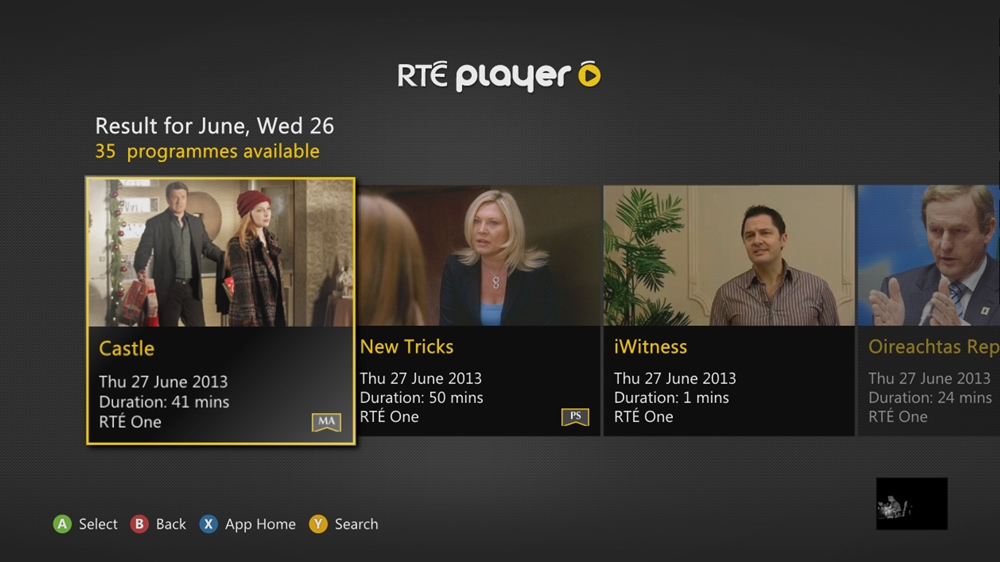 RTÉ player
Result for June, Wed 26
35 programmes available
Castle
Thu 27 June 2013
Duration: 41 mins
RTÉ One
MA
New Tricks
Thu 27 June 2013
Duration: 50 mins
RTÉ One
PS
iWitness
Thu 27 June 2013
Duration: 1 mins
RTÉ One
Oireachtas Rep
Thu 27 June 2013
Duration: 24 mins
RTÉ One
A Select B Back X App Home Y Search